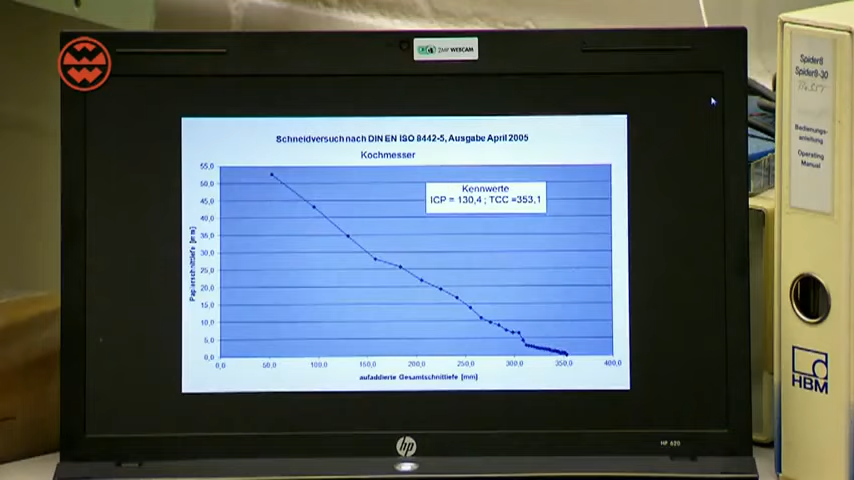 2MP WEBCAM
Schneidversuch nach DIN EN ISO 8442-5, Ausgabe April 2005
Kochmesser
Kennwerte
ICP = 130,4 ; TCC =353,1
Papierschnitttiefe [mm]
55,0
50,0
45,0
40,0
35,0
30,0
25,0
20,0
15,0
10,0
5,0
0,0
0,0 50,0 100,0 150,0 200,0 250,0 300,0 350,0 400,0
aufaddierte Gesamtschnitttiefe [mm]
hp
HP 620
Spider8
Spider8-30
Bedienungs-
anleitung
Operating
Manual
HBM